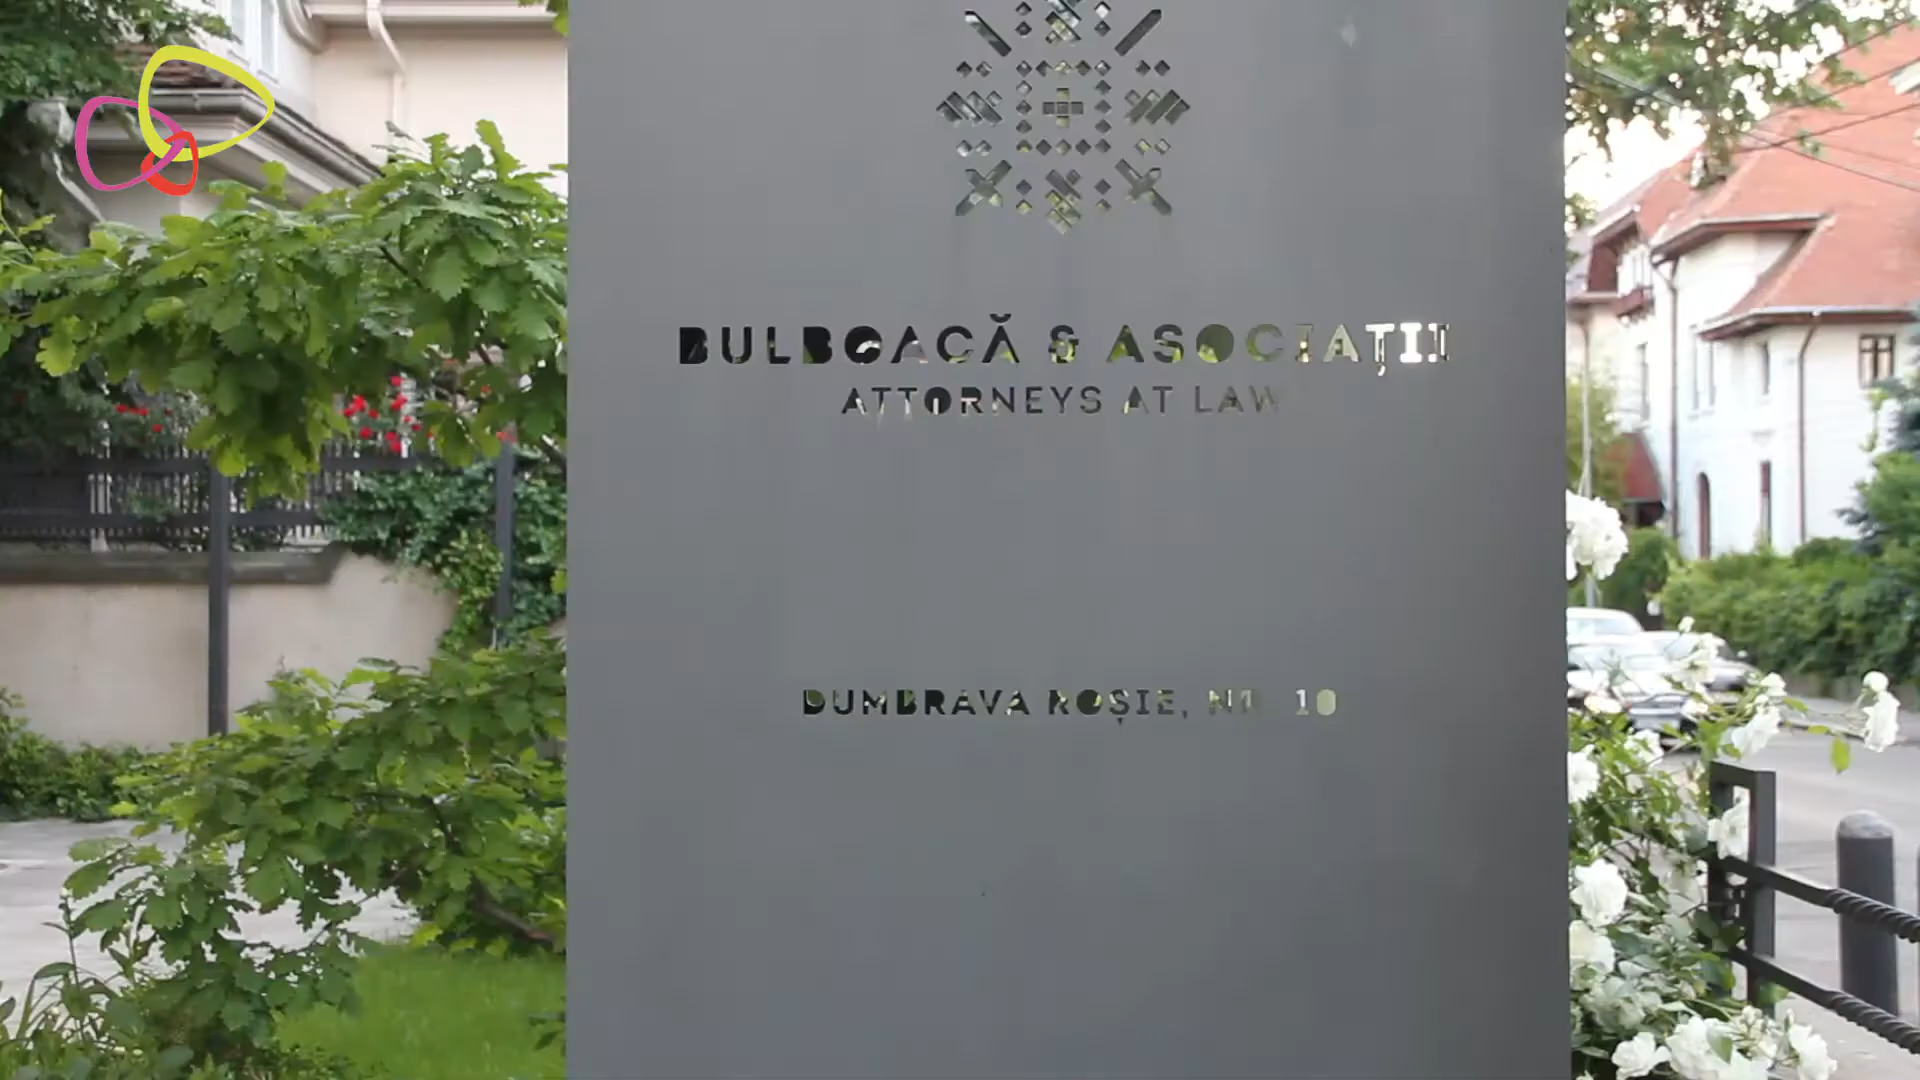 BULBOACĂ & ASOCIAȚII
ATTORNEYS AT LAW
DUMBRAVA ROȘIE, NR. 10